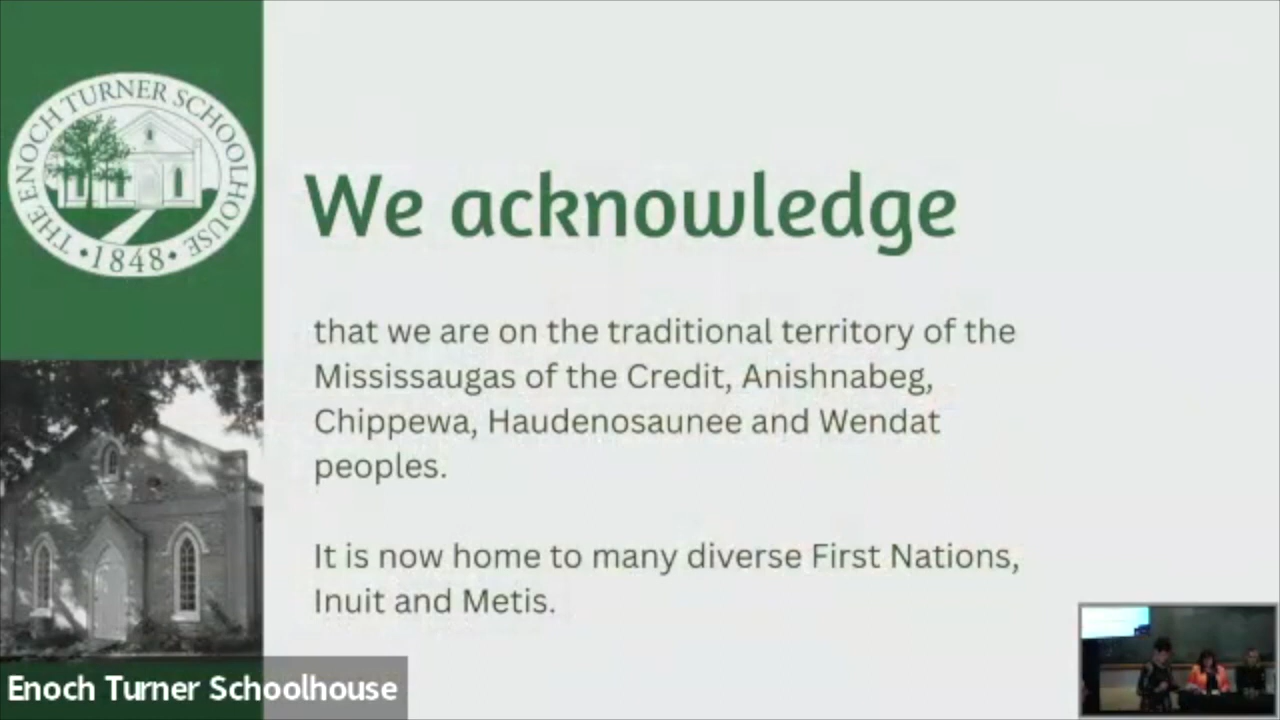 THE ENOCH TURNER SCHOOLHOUSE
•1848•
We acknowledge
that we are on the traditional territory of the
Mississaugas of the Credit, Anishnabeg,
Chippewa, Haudenosaunee and Wendat
peoples.
It is now home to many diverse First Nations,
Inuit and Metis.
Enoch Turner Schoolhouse